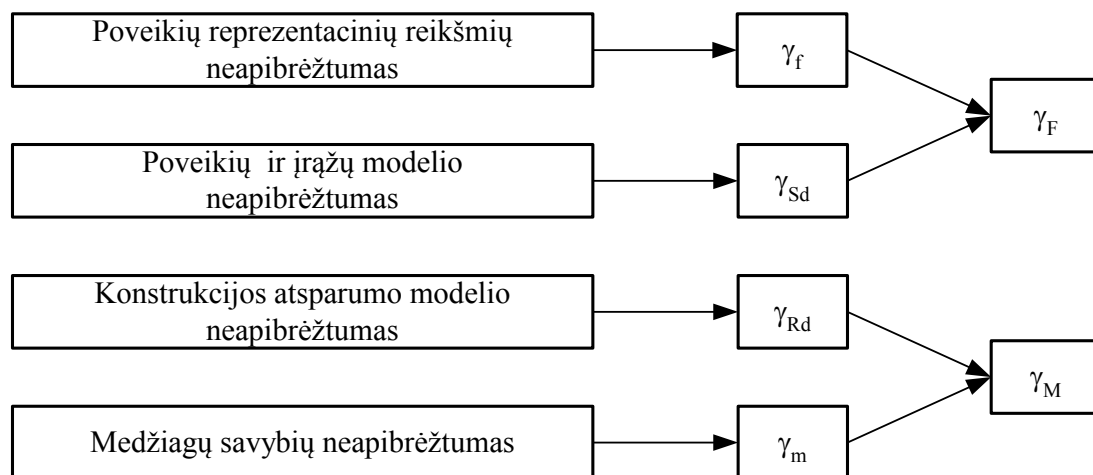 Poveikių reprezentacinių reikšmių
neapibrėžtumas
γf
γF
Poveikių ir įrąžų modelio
neapibrėžtumas
γSd
Konstrukcijos atsparumo modelio
neapibrėžtumas
γRd
γM
Medžiagų savybių neapibrėžtumas
γm